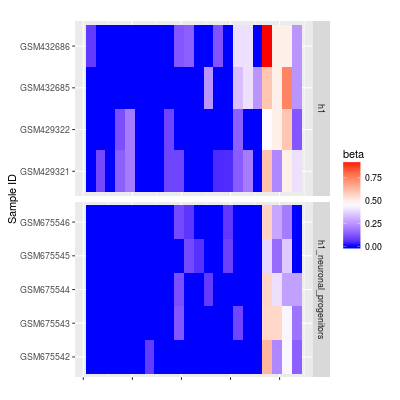 GSM432686
GSM432685
GSM429322
GSM429321
h1
GSM675546
GSM675545
GSM675544
GSM675543
GSM675542
h1_neuronal_progenitors
Sample ID
beta
0.75
0.50
0.25
0.00